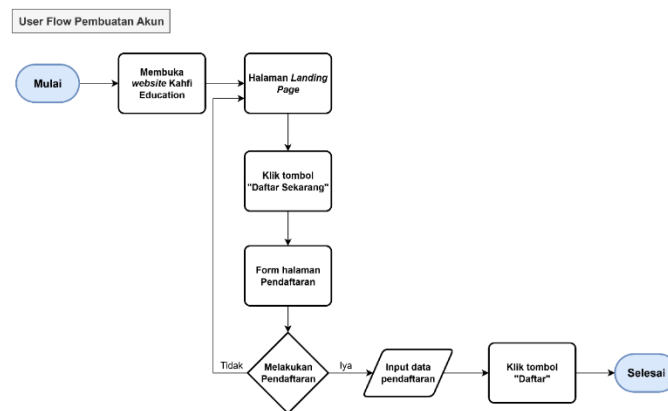 User Flow Pembuatan Akun
Mulai
Membuka
website Kahfi
Education
Halaman Landing
Page
Klik tombol
"Daftar Sekarang"
Form halaman
Pendaftaran
Tidak
Melakukan
Pendaftaran
Iya
Input data
pendaftaran
Klik tombol
"Daftar"
Selesai